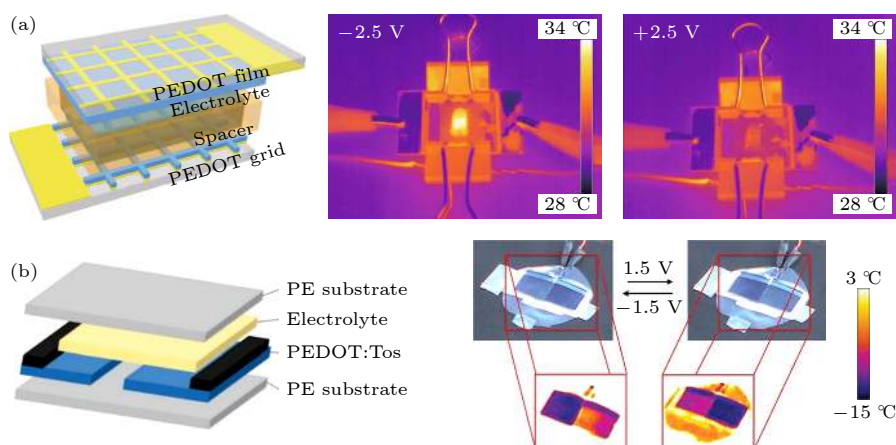 (a)
PEDOT film
Electrolyte
Spacer
PEDOT grid
−2.5 V
34 ℃
28 ℃
+2.5 V
34 ℃
28 ℃
(b)
PE substrate
Electrolyte
PEDOT:Tos
PE substrate
1.5 V
−1.5 V
3 ℃
−15 ℃